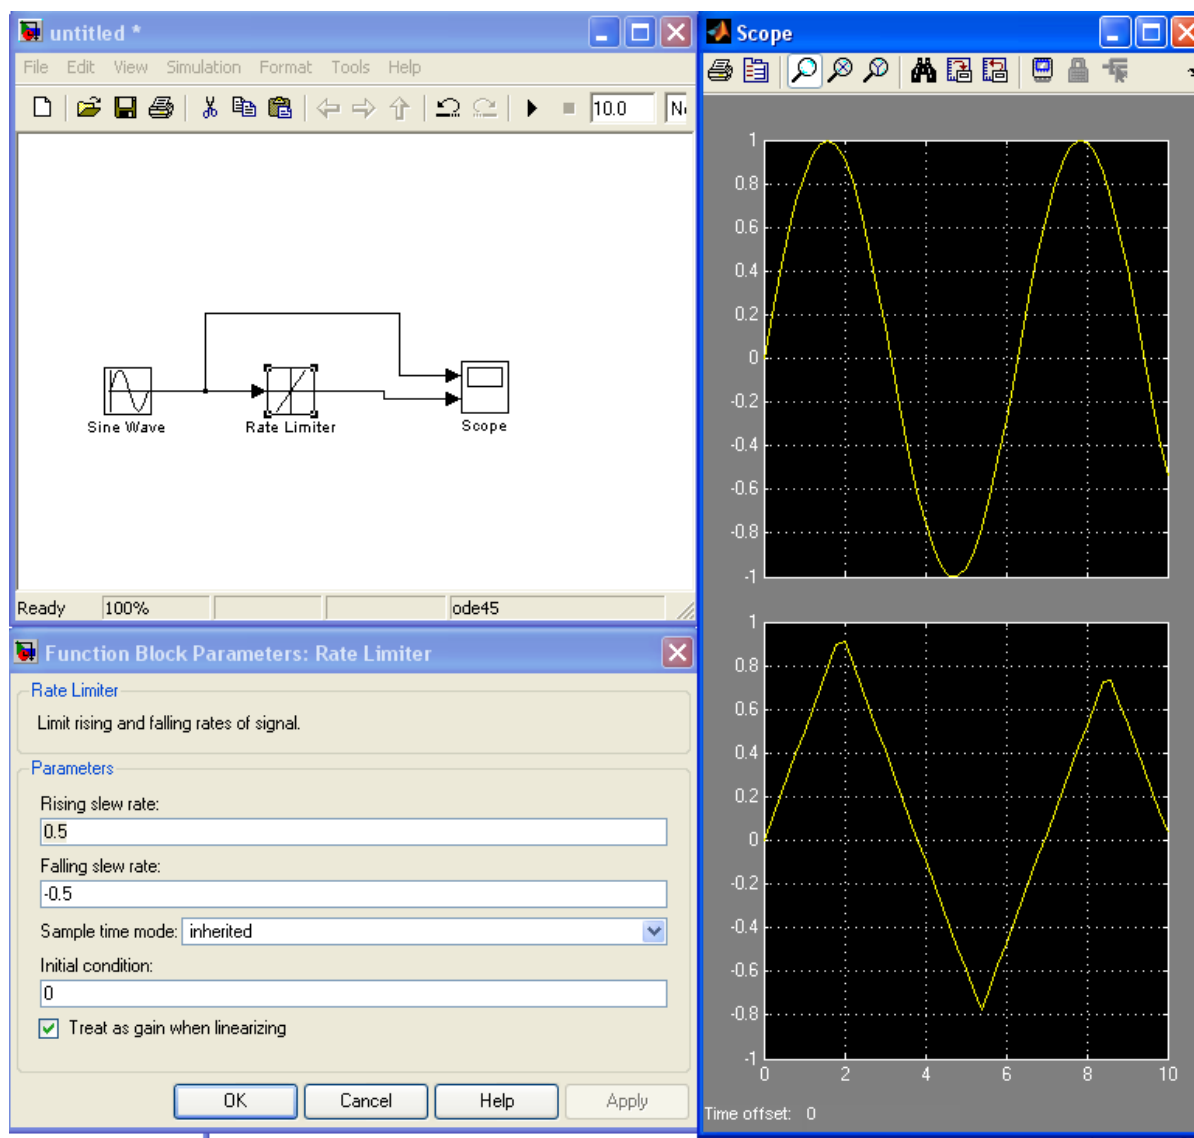 untitled *
File Edit View Simulation Format Tools Help
10.0
Sine Wave
Rate Limiter
Scope
Ready 100% ode45
Function Block Parameters: Rate Limiter
Rate Limiter
Limit rising and falling rates of signal.
Parameters
Rising slew rate:
0.5
Falling slew rate:
-0.5
Sample time mode: inherited
Initial condition:
0
Treat as gain when linearizing
OK Cancel Help Apply
Scope
1
0.8
0.6
0.4
0.2
0
-0.2
-0.4
-0.6
-0.8
-1
1
0.8
0.6
0.4
0.2
0
-0.2
-0.4
-0.6
-0.8
-1
0 2 4 6 8 10
Time offset: 0